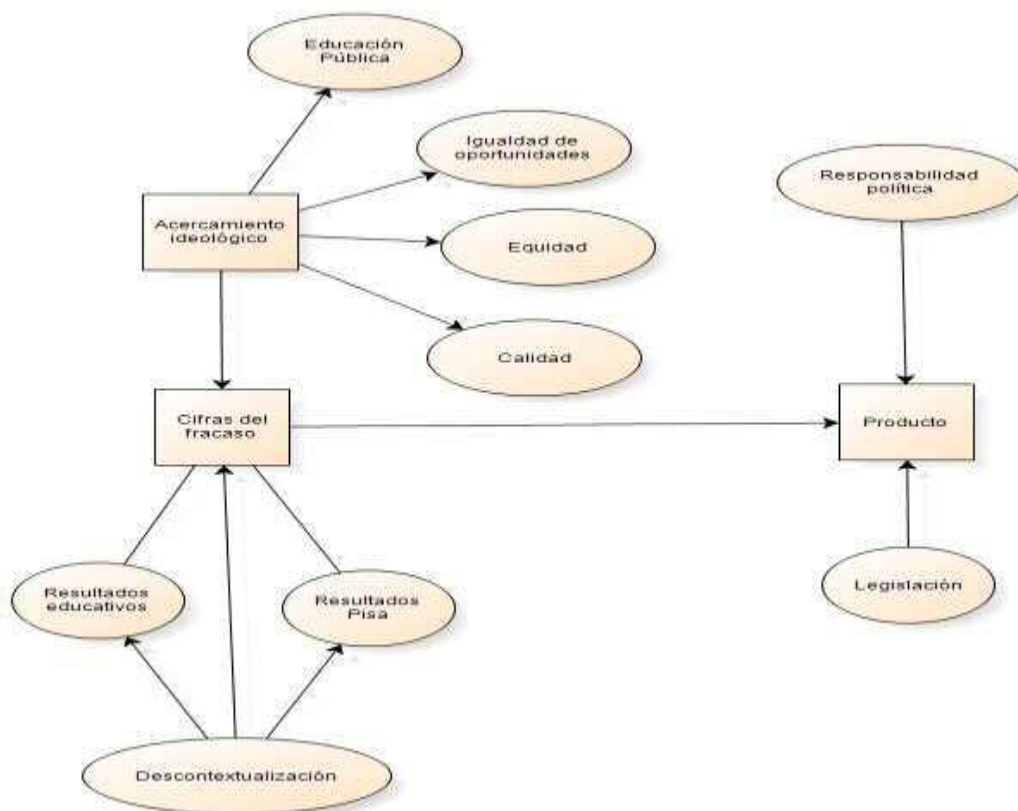 Educación
Pública
Igualdad de
oportunidades
Responsabilidad
política
Acercamiento
ideológico
Equidad
Calidad
Cifras del
fracaso
Producto
Resultados
educativos
Resultados
Pisa
Legislación
Descontextualización